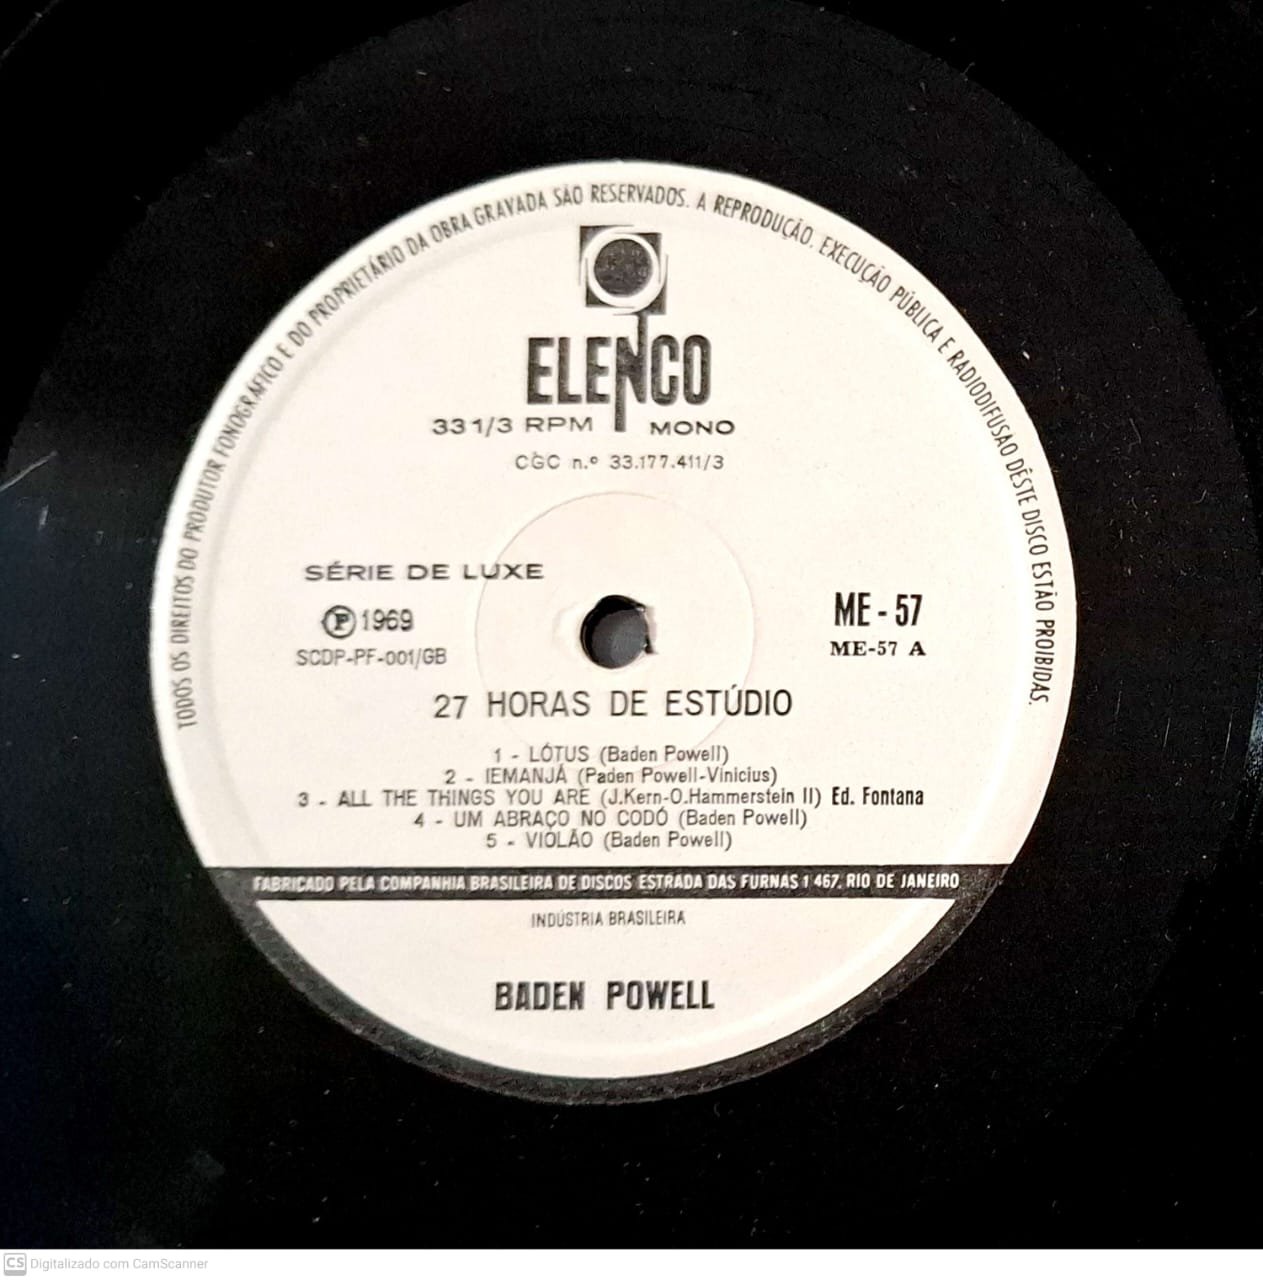 TODOS OS DIREITOS DO PRODUTOR FONOGRÁFICO E DO PROPRIETÁRIO DA OBRA GRAVADA SÃO RESERVADOS. A REPRODUÇÃO, EXECUÇÃO PÚBLICA E RADIODIFUSÃO DÊSTE DISCO ESTÃO PROIBIDAS.
ELENCO
33 1/3 RPM MONO
CGC n.º 33.177.411/3
SÉRIE DE LUXE
Ⓟ 1969
SCDP-PF-001/GB
ME - 57
ME-57 A
27 HORAS DE ESTÚDIO
1 - LÓTUS (Baden Powell)
2 - IEMANJÁ (Paden Powell-Vinicius)
3 - ALL THE THINGS YOU ARE (J.Kern-O.Hammerstein II) Ed. Fontana
4 - UM ABRAÇO NO CODÓ (Baden Powell)
5 - VIOLÃO (Baden Powell)
FABRICADO PELA COMPANHIA BRASILEIRA DE DISCOS ESTRADA DAS FURNAS 1 467, RIO DE JANEIRO
INDÚSTRIA BRASILEIRA
BADEN POWELL
CS Digitalizado com CamScanner